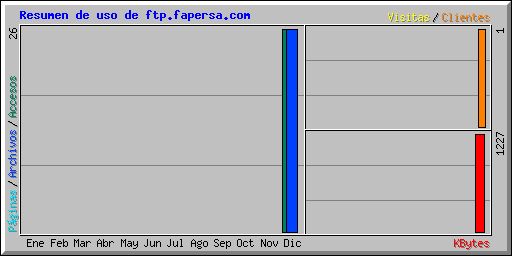 Resumen de uso de ftp.fapersa.com
Visitas/Clientes
26
1
Páginas/Archivos/Accesos
1227
Ene Feb Mar Abr May Jun Jul Ago Sep Oct Nov Dic
KBytes